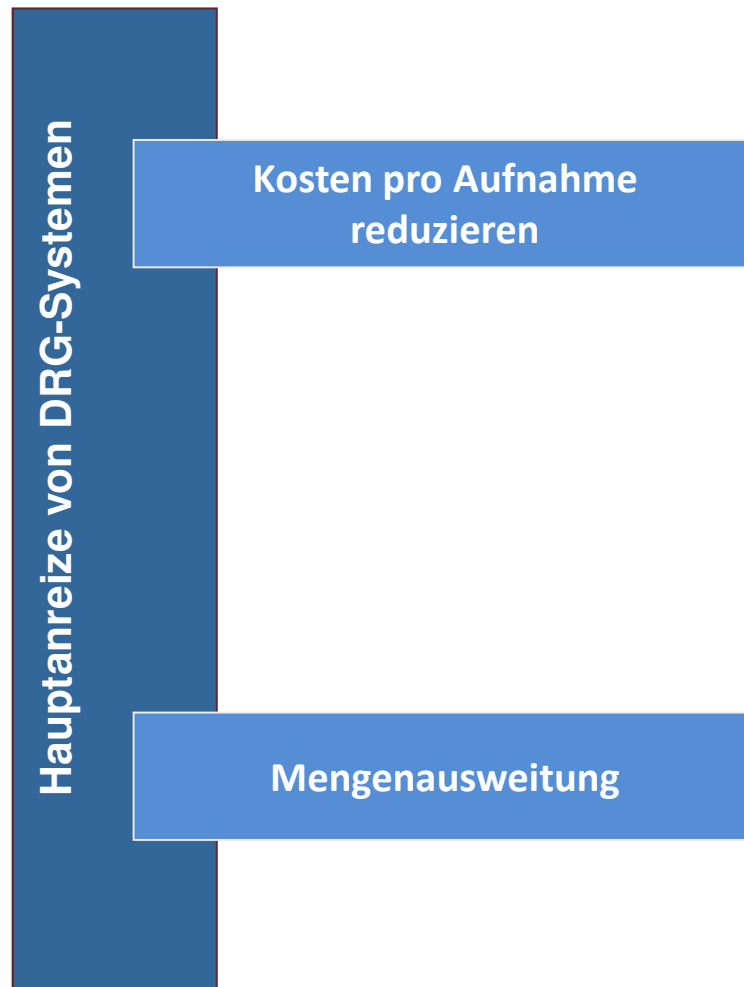 Hauptanreize von DRG-Systemen
Kosten pro Aufnahme
reduzieren
Mengenausweitung